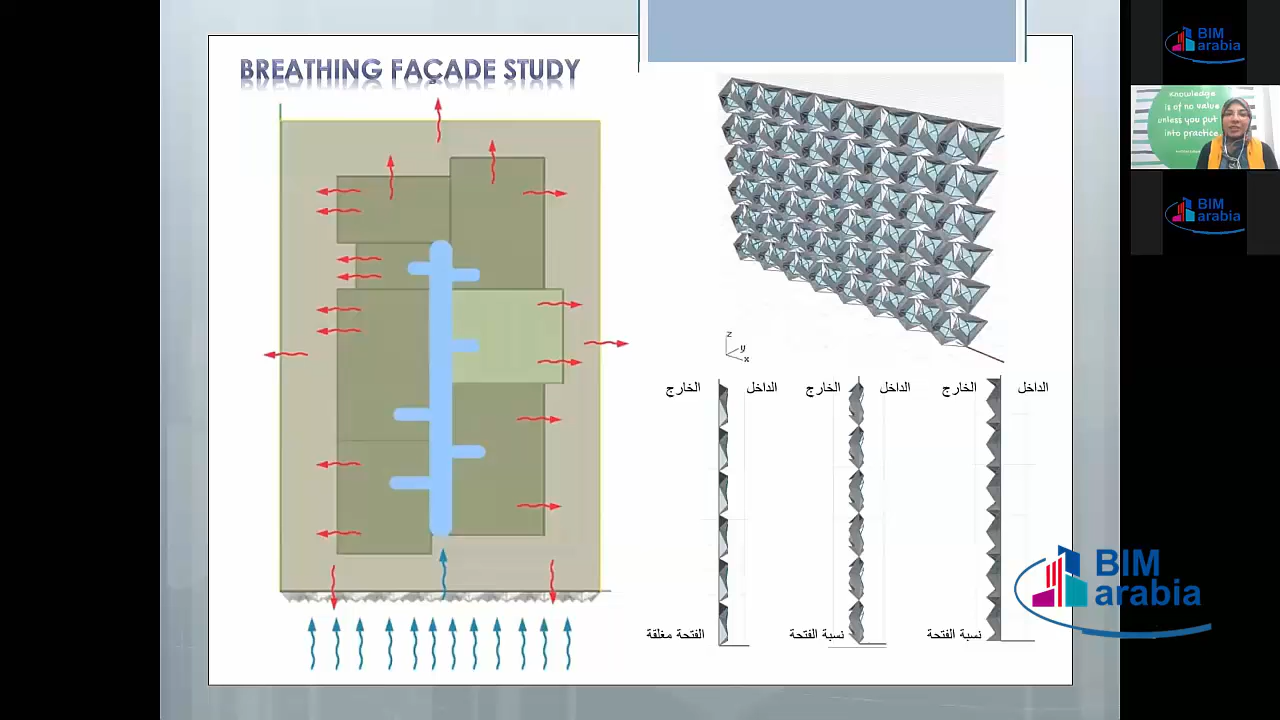 BREATHING FAÇADE STUDY
z
y
x
الخارج
الداخل
الخارج
الداخل
الخارج
الداخل
الفتحة مغلقة
نسبة الفتحة
نسبة الفتحة
BIM
arabia
knowledge
is of no value
unless you put
into practice
BIM
arabia
BIM
arabia